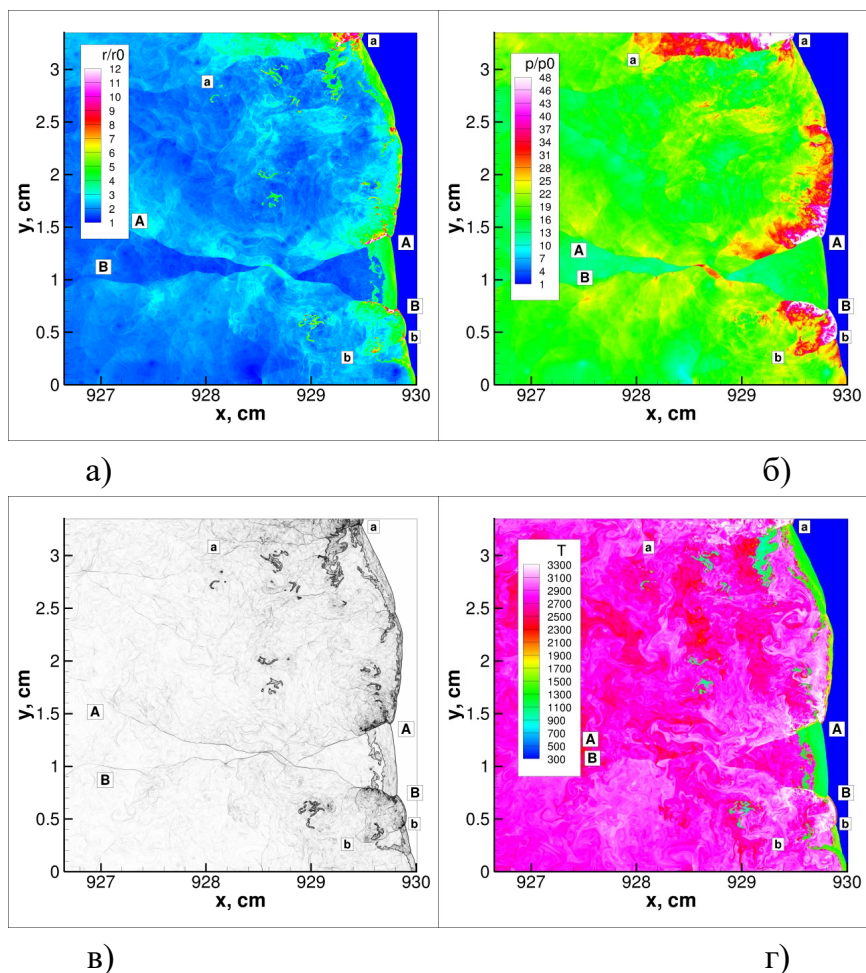 r/r0
12
11
10
9
8
7
6
5
4
3
2
1
a
a
A
A
B
B
b
b
y, cm
3
2.5
2
1.5
1
0.5
0
927 928 929 930
x, cm
p/p0
48
43
40
37
34
31
28
26
23
18
13
10
7
4
1
a
a
A
A
B
B
b
b
y, cm
3
2.5
2
1.5
1
0.5
0
927 928 929 930
x, cm
а)
б)
a
a
A
A
B
B
b
b
y, cm
3
2.5
2
1.5
1
0.5
0
927 928 929 930
x, cm
T
3300
3100
2900
2700
2500
2300
2100
1900
1700
1500
1300
1100
900
700
500
300
a
a
A
A
B
B
b
b
y, cm
3
2.5
2
1.5
1
0.5
0
927 928 929 930
x, cm
в)
г)